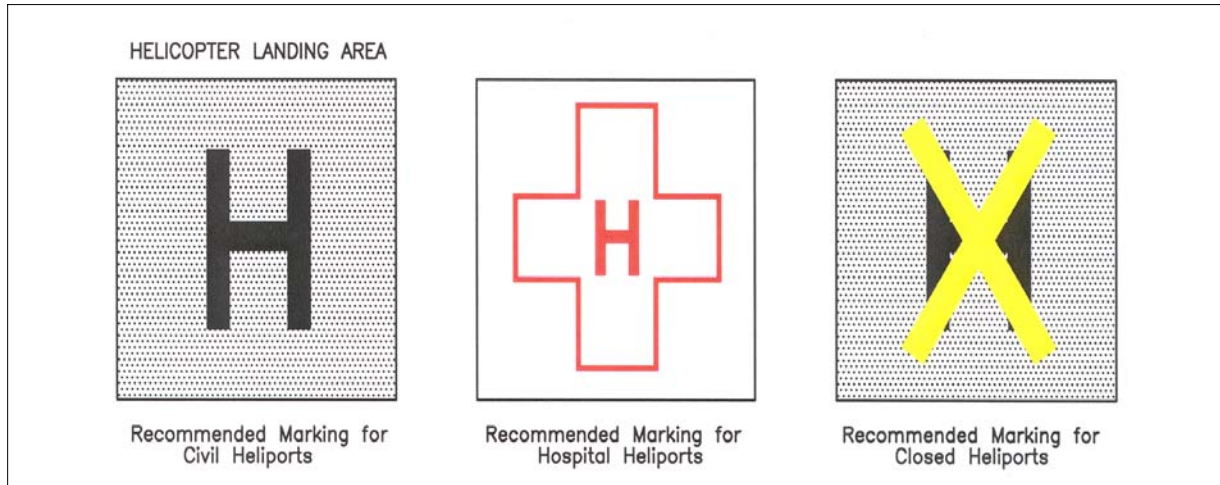 HELICOPTER LANDING AREA
H
H
H
X
Recommended Marking for
Civil Heliports
Recommended Marking for
Hospital Heliports
Recommended Marking for
Closed Heliports